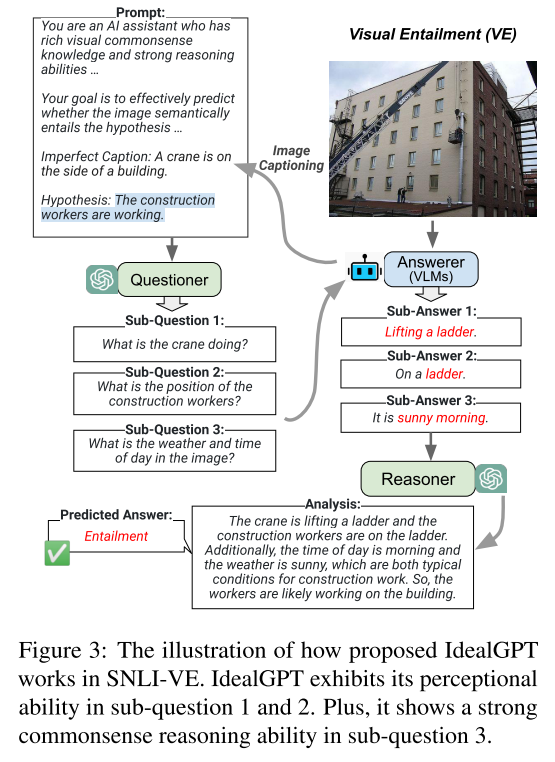 Prompt:
You are an AI assistant who has
rich visual commonsense
knowledge and strong reasoning
abilities ...
Your goal is to effectively predict
whether the image semantically
entails the hypothesis ...
Imperfect Caption: A crane is on
the side of a building.
Hypothesis: The construction
workers are working.
Visual Entailment (VE)
Image
Captioning
Questioner
Answerer
(VLMs)
Sub-Question 1:
What is the crane doing?
Sub-Question 2:
What is the position of the
construction workers?
Sub-Question 3:
What is the weather and time
of day in the image?
Sub-Answer 1:
Lifting a ladder.
Sub-Answer 2:
On a ladder.
Sub-Answer 3:
It is sunny morning.
Reasoner
Predicted Answer:
Entailment
Analysis:
The crane is lifting a ladder and the
construction workers are on the ladder.
Additionally, the time of day is morning and
the weather is sunny, which are both typical
conditions for construction work. So, the
workers are likely working on the building.
Figure 3: The illustration of how proposed IdealGPT
works in SNLI-VE. IdealGPT exhibits its perceptional
ability in sub-question 1 and 2. Plus, it shows a strong
commonsense reasoning ability in sub-question 3.